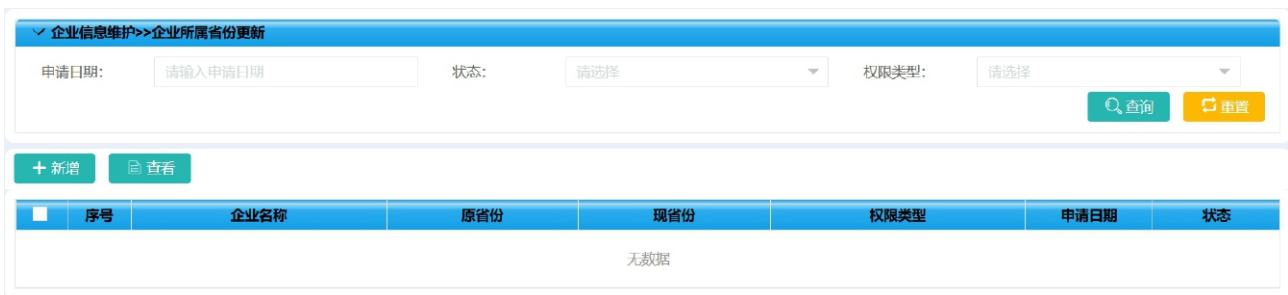 企业信息维护>>企业所属省份更新
申请日期: 请输入申请日期 状态: 请选择 权限类型: 请选择
查询 重置
新增 查看
序号 企业名称 原省份 现省份 权限类型 申请日期 状态
无数据